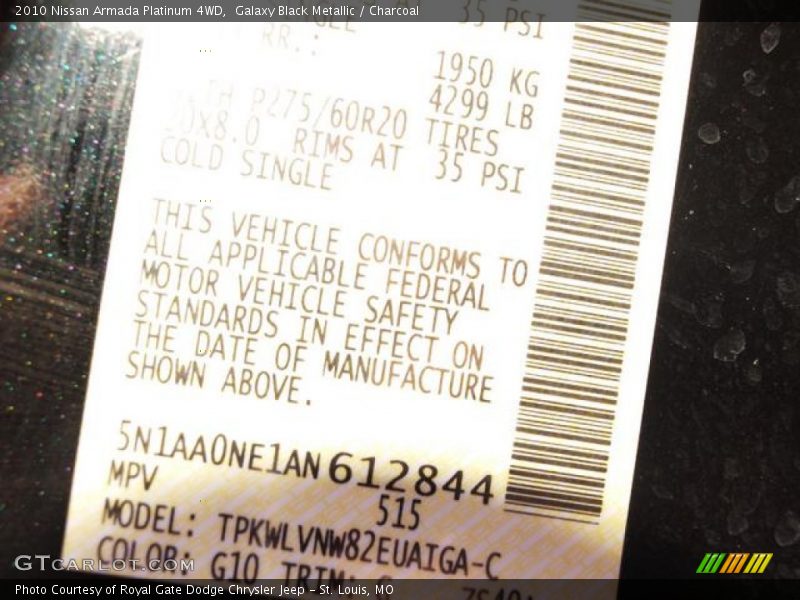 2010 Nissan Armada Platinum 4WD, Galaxy Black Metallic / Charcoal
35 PSI
RR.:
1950 KG
4299 LB
P275/60R20 TIRES
20X8.0 RIMS AT 35 PSI
COLD SINGLE
THIS VEHICLE CONFORMS TO
ALL APPLICABLE FEDERAL
MOTOR VEHICLE SAFETY
STANDARDS IN EFFECT ON
THE DATE OF MANUFACTURE
SHOWN ABOVE.
5N1AA0NE1AN612844
MPV 515
MODEL: TPKWLVNW82EUAIGA-C
COLOR: G10 TRIM:
GTCARLOT.COM
Photo Courtesy of Royal Gate Dodge Chrysler Jeep - St. Louis, MO